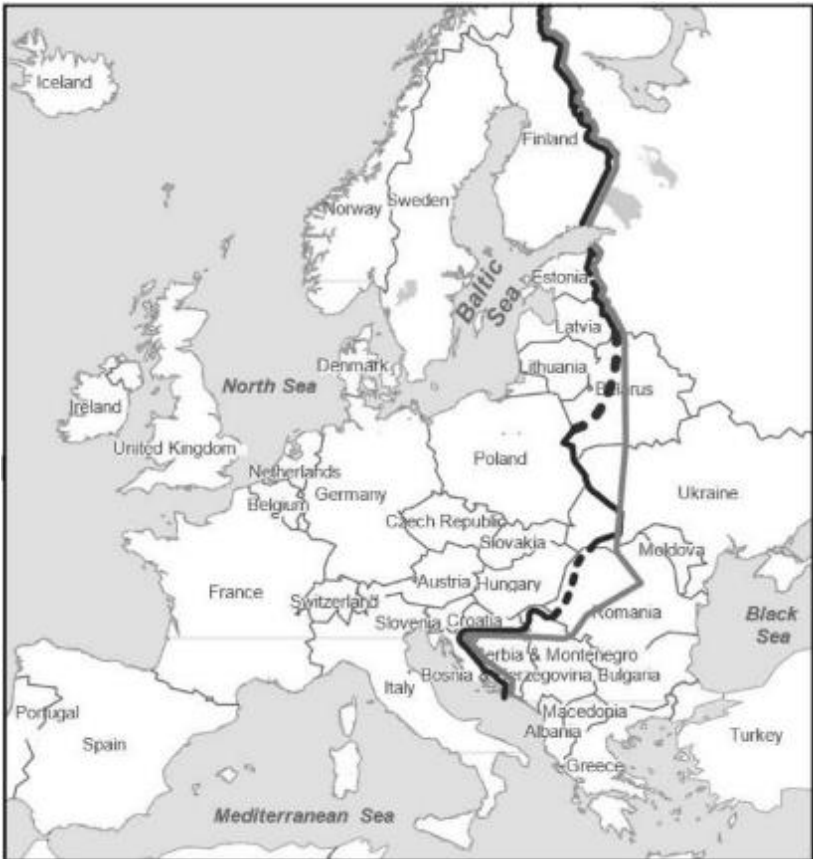 Iceland
Finland
Norway
Sweden
Baltic
Sea
Estonia
Latvia
Lithuania
Denmark
North Sea
Belarus
Ireland
United Kingdom
Netherlands
Belgium
Germany
Poland
Ukraine
Czech Republic
Slovakia
Moldova
France
Austria
Hungary
Switzerland
Slovenia
Croatia
Romania
Black
Sea
Serbia & Montenegro
Bosnia & Herzegovina
Bulgaria
Italy
Macedonia
Albania
Portugal
Spain
Turkey
Greece
Mediterranean Sea